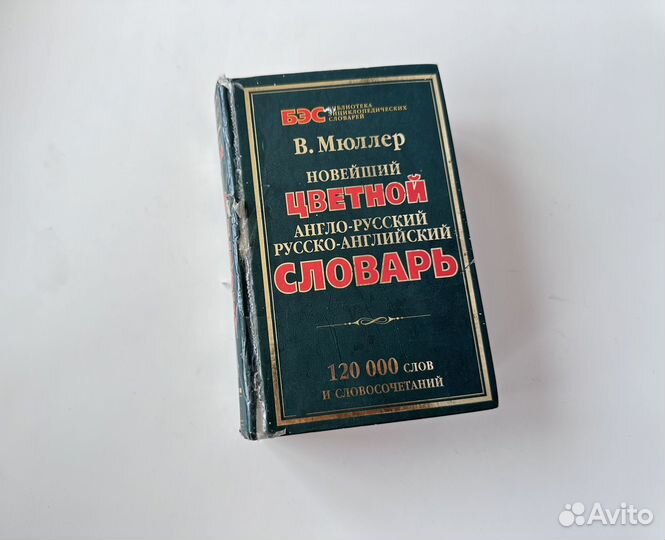 БЭС
БИБЛИОТЕКА
ЭНЦИКЛОПЕДИЧЕСКИХ
СЛОВАРЕЙ
В. Мюллер
НОВЕЙШИЙ
ЦВЕТНОЙ
АНГЛО-РУССКИЙ
РУССКО-АНГЛИЙСКИЙ
СЛОВАРЬ
120 000 СЛОВ
И СЛОВОСОЧЕТАНИЙ
Avito